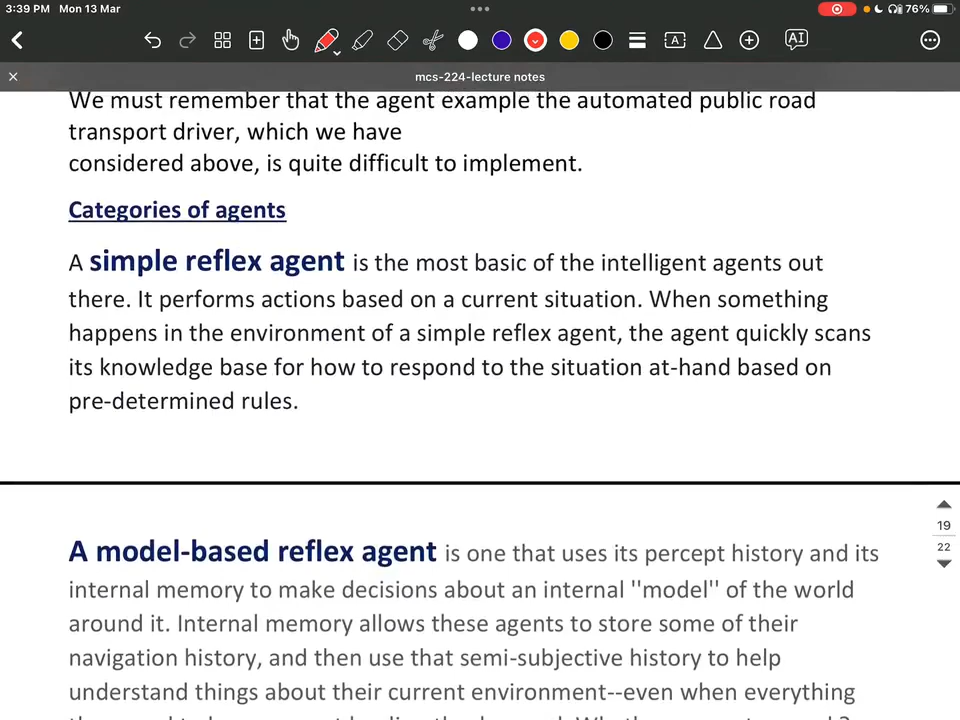 3:39 PM Mon 13 Mar
76%
A
AI
mcs-224-lecture notes
We must remember that the agent example the automated public road
transport driver, which we have
considered above, is quite difficult to implement.
Categories of agents
A simple reflex agent is the most basic of the intelligent agents out
there. It performs actions based on a current situation. When something
happens in the environment of a simple reflex agent, the agent quickly scans
its knowledge base for how to respond to the situation at-hand based on
pre-determined rules.
19
22
A model-based reflex agent is one that uses its percept history and its
internal memory to make decisions about an internal "model" of the world
around it. Internal memory allows these agents to store some of their
navigation history, and then use that semi-subjective history to help
understand things about their current environment--even when everything